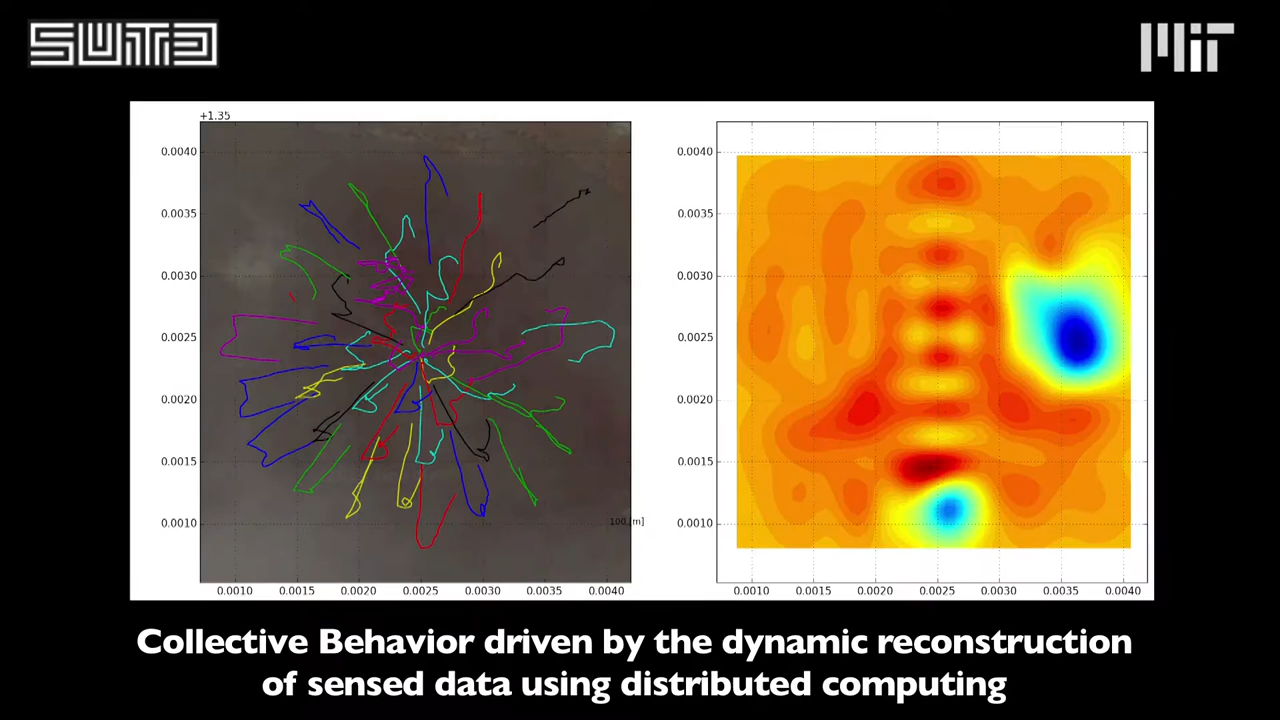 SUTD
MIT
+1.35
0.0040
0.0035
0.0030
0.0025
0.0020
0.0015
0.0010
100 [m]
0.0010 0.0015 0.0020 0.0025 0.0030 0.0035 0.0040
0.0040
0.0035
0.0030
0.0025
0.0020
0.0015
0.0010
0.0010 0.0015 0.0020 0.0025 0.0030 0.0035 0.0040
Collective Behavior driven by the dynamic reconstruction
of sensed data using distributed computing